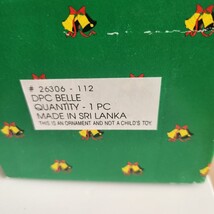 # 26306 - 112
DPC BELLE
QUANTITY - 1 PC
MADE IN SRI LANKA
THIS IS AN ORNAMENT AND NOT A CHILD'S TOY.